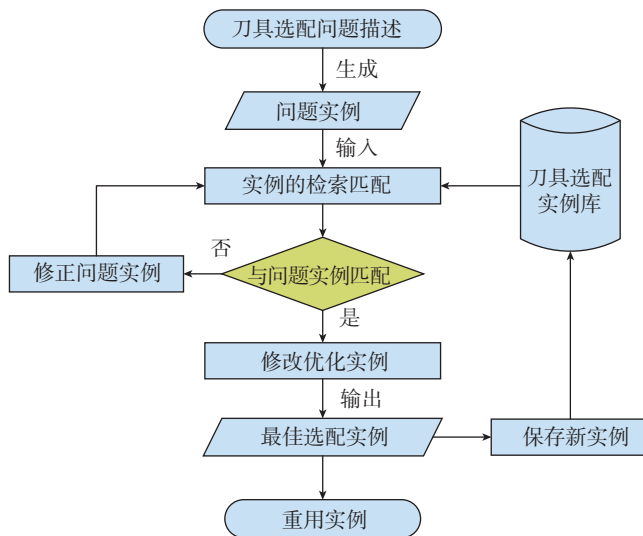 刀具选配问题描述
生成
问题实例
输入
实例的检索匹配
刀具选配
实例库
否
修正问题实例
与问题实例匹配
是
修改优化实例
输出
最佳选配实例
保存新实例
重用实例